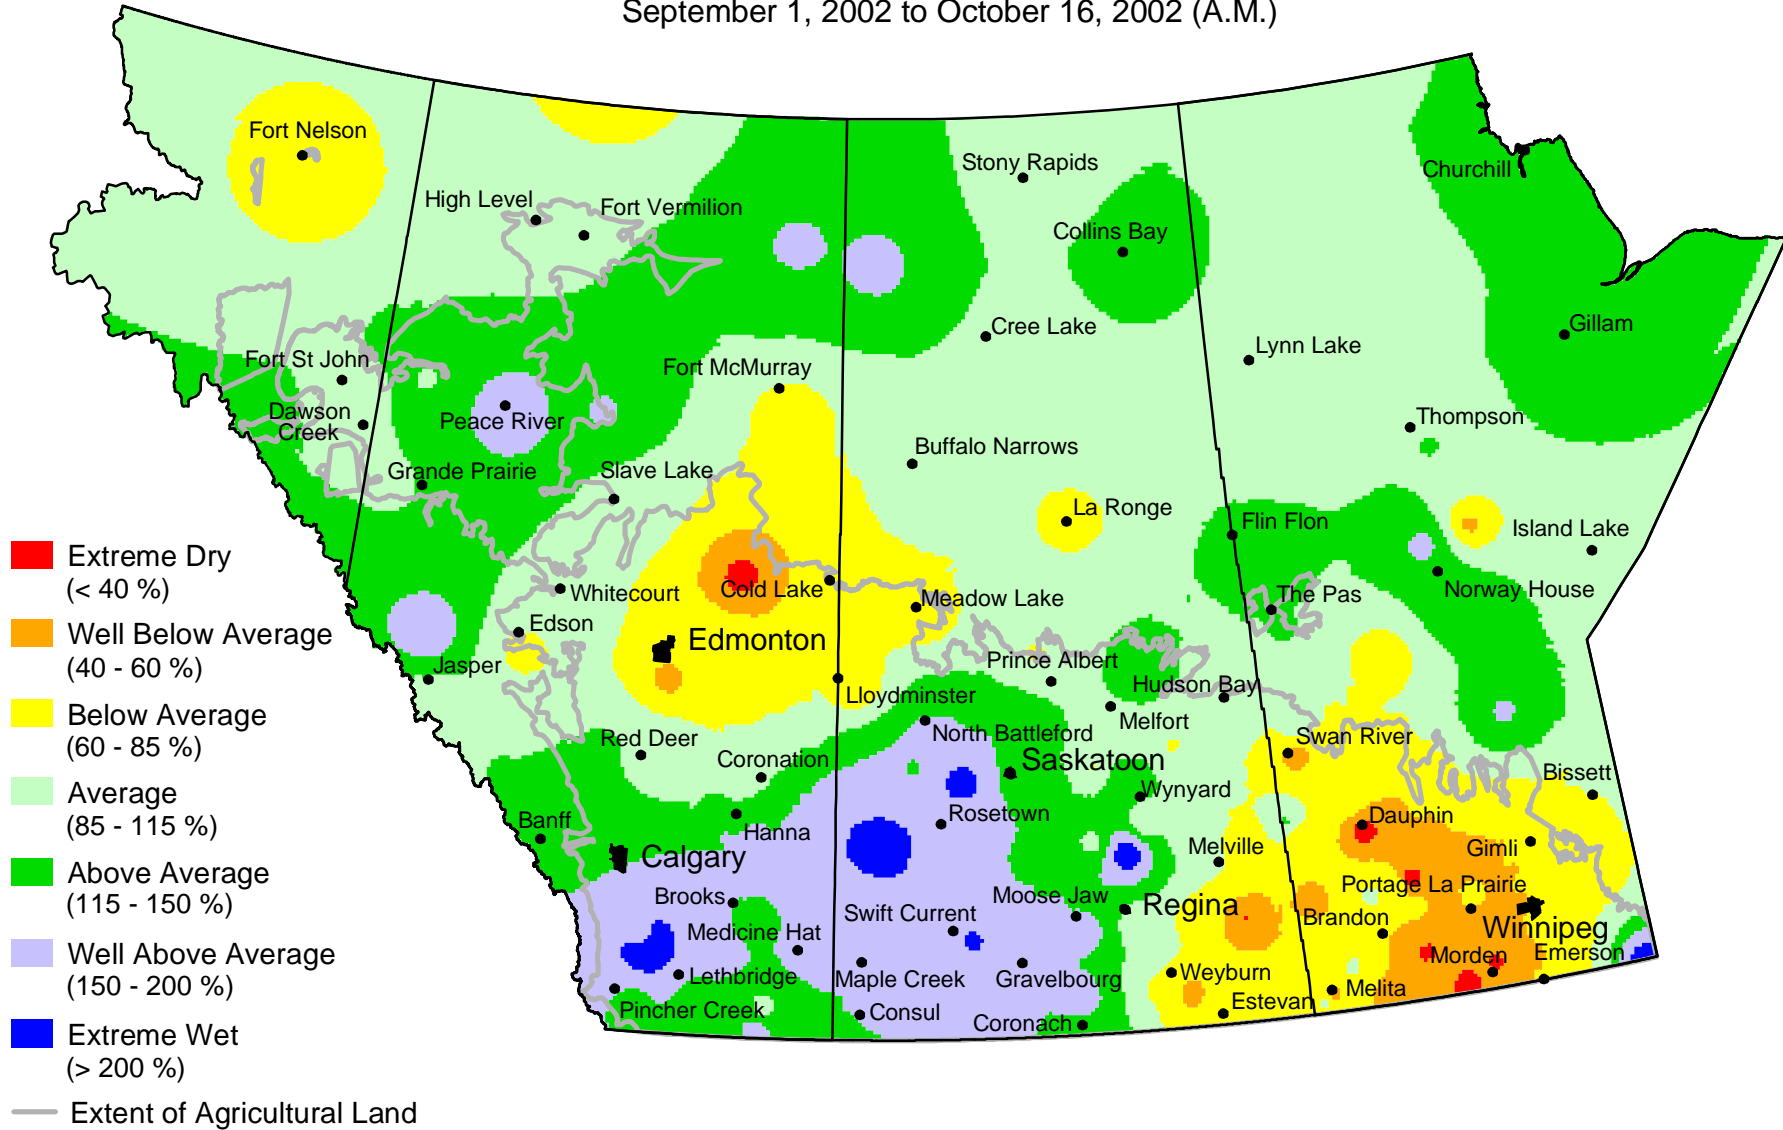 September 1, 2002 to October 16, 2002 (A.M.)
Fort Nelson
Churchill
Stony Rapids
High Level
Fort Vermilion
Collins Bay
Gillam
Cree Lake
Lynn Lake
Fort St John
Fort McMurray
Dawson
Creek
Peace River
Thompson
Buffalo Narrows
Grande Prairie
Slave Lake
La Ronge
Flin Flon
Island Lake
Extreme Dry
(< 40 %)
Whitecourt
Cold Lake
Meadow Lake
The Pas
Norway House
Well Below Average
(40 - 60 %)
Edson
Edmonton
Jasper
Prince Albert
Hudson Bay
Lloydminster
Melfort
Below Average
(60 - 85 %)
Red Deer
Coronation
North Battleford
Saskatoon
Swan River
Bissett
Average
(85 - 115 %)
Wynyard
Banff
Hanna
Rosetown
Dauphin
Calgary
Melville
Gimli
Above Average
(115 - 150 %)
Brooks
Moose Jaw
Portage La Prairie
Swift Current
Regina
Brandon
Winnipeg
Medicine Hat
Morden
Emerson
Well Above Average
(150 - 200 %)
Lethbridge
Maple Creek
Gravelbourg
Weyburn
Melita
Pincher Creek
Consul
Coronach
Estevan
Extreme Wet
(> 200 %)
Extent of Agricultural Land